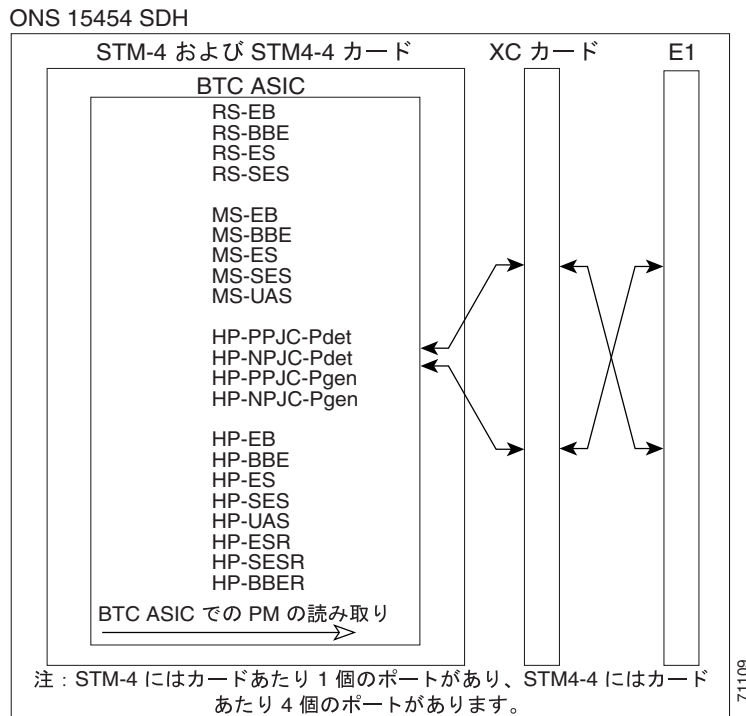 ONS 15454 SDH
STM-4 および STM4-4 カード
XC カード
E1
BTC ASIC
RS-EB
RS-BBE
RS-ES
RS-SES
MS-EB
MS-BBE
MS-ES
MS-SES
MS-UAS
HP-PPJC-Pdet
HP-NPJC-Pdet
HP-PPJC-Pgen
HP-NPJC-Pgen
HP-EB
HP-BBE
HP-ES
HP-SES
HP-UAS
HP-ESR
HP-SESR
HP-BBER
BTC ASIC での PM の読み取り
注：STM-4 にはカードあたり 1 個のポートがあり、STM4-4 にはカード
あたり 4 個のポートがあります。
71109